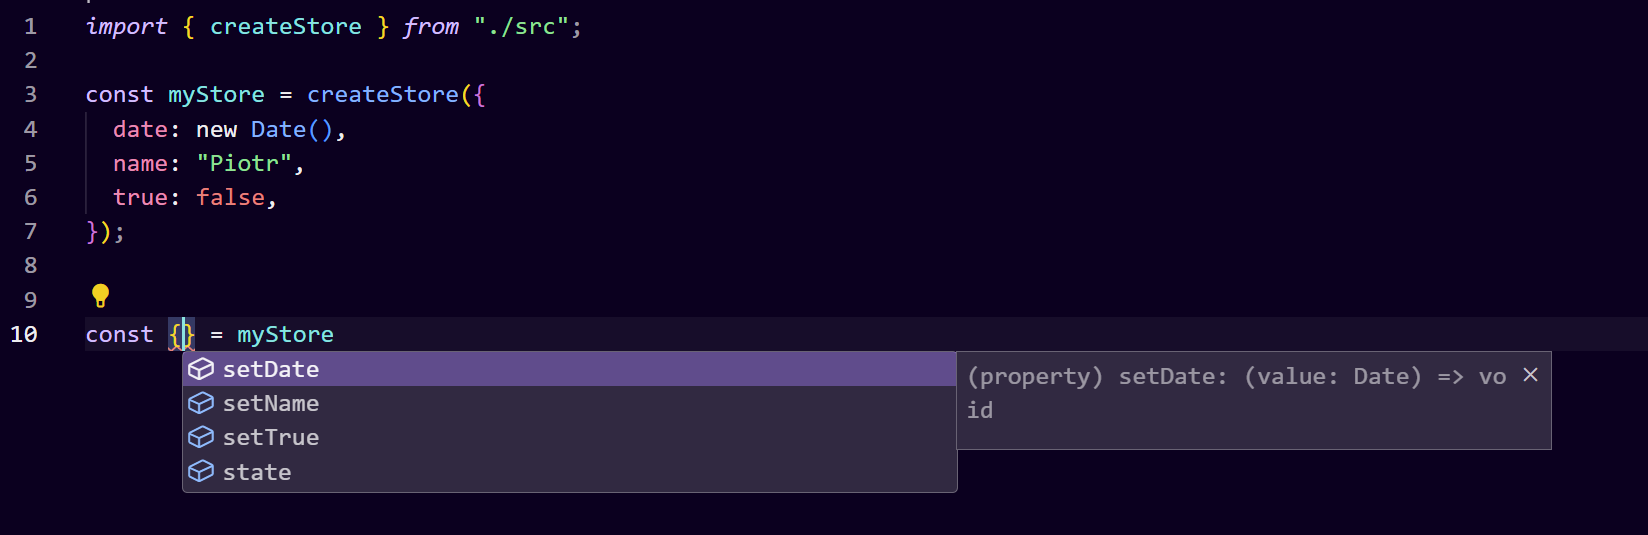 1 import { createStore } from "./src";
2
3 const myStore = createStore({
4 date: new Date(),
5 name: "Piotr",
6 true: false,
7 });
8
9
10 const {} = myStore
setDate
setName
setTrue
state
(property) setDate: (value: Date) => vo
id